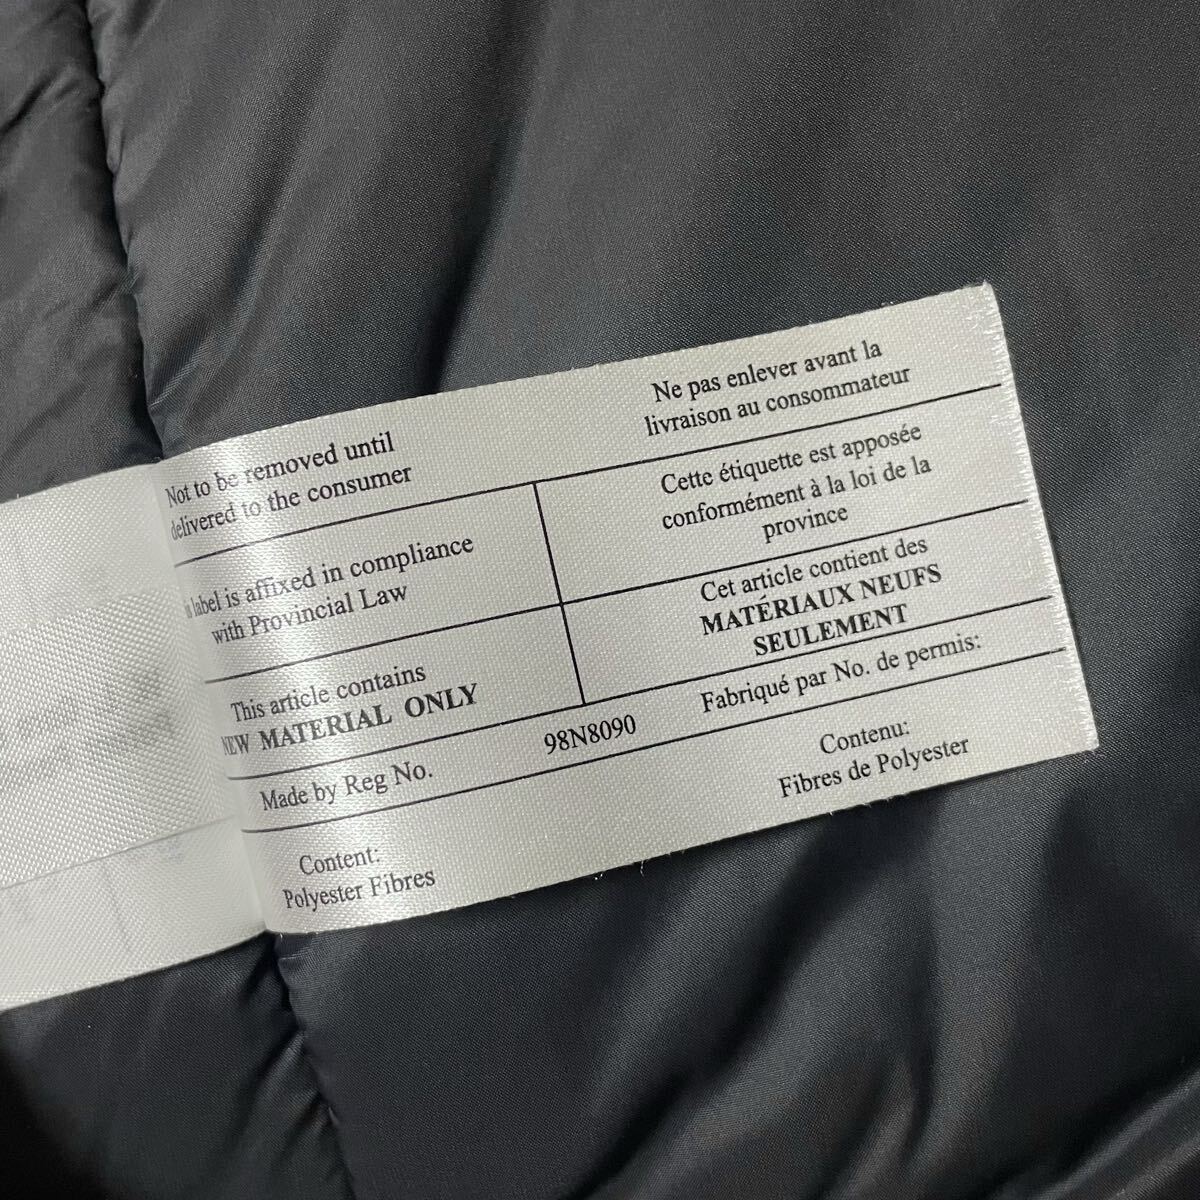 Not to be removed until
delivered to the consumer
Ne pas enlever avant la
livraison au consommateur
label is affixed in compliance
with Provincial Law
Cette étiquette est apposée
conformément à la loi de la
province
This article contains
NEW MATERIAL ONLY
Cet article contient des
MATÉRIAUX NEUFS
SEULEMENT
Made by Reg No. 98N8090 Fabriqué par No. de permis:
Content:
Polyester Fibres
Contenu:
Fibres de Polyester